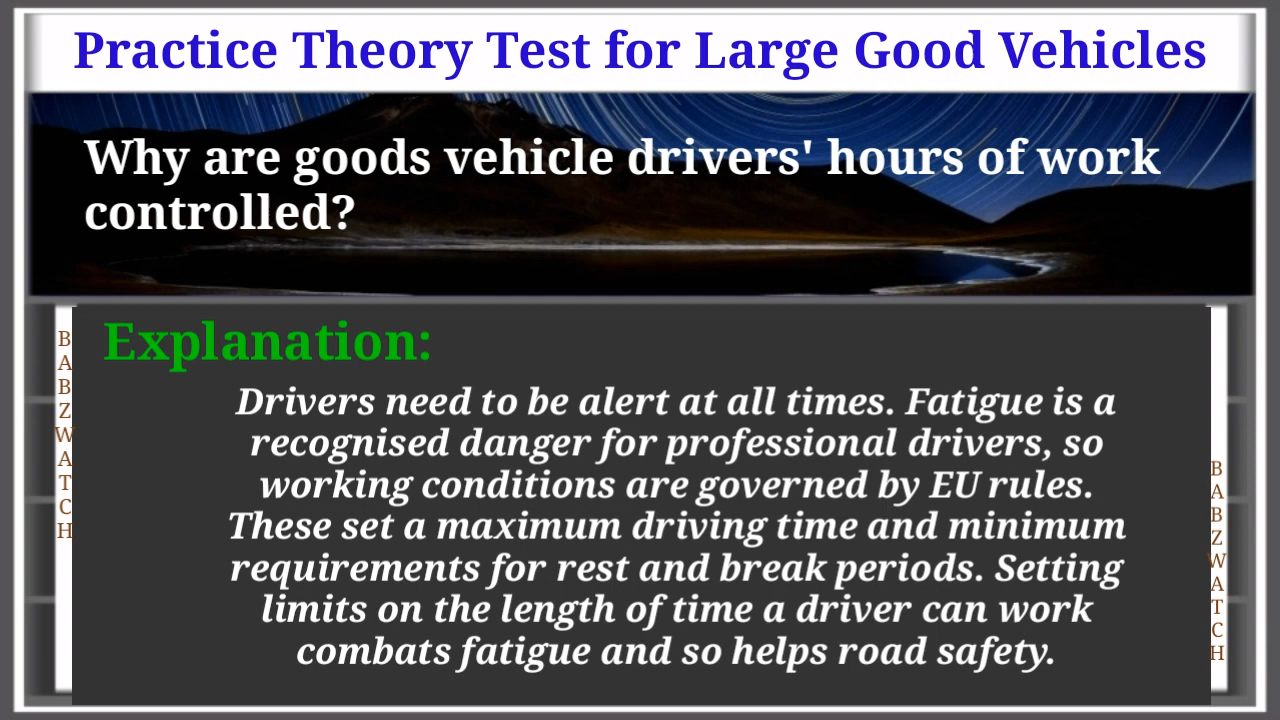 Practice Theory Test for Large Good Vehicles
Why are goods vehicle drivers' hours of work
controlled?
Explanation:
Drivers need to be alert at all times. Fatigue is a
recognised danger for professional drivers, so
working conditions are governed by EU rules.
These set a maximum driving time and minimum
requirements for rest and break periods. Setting
limits on the length of time a driver can work
combats fatigue and so helps road safety.
BABZWATCH
BABZWATCH